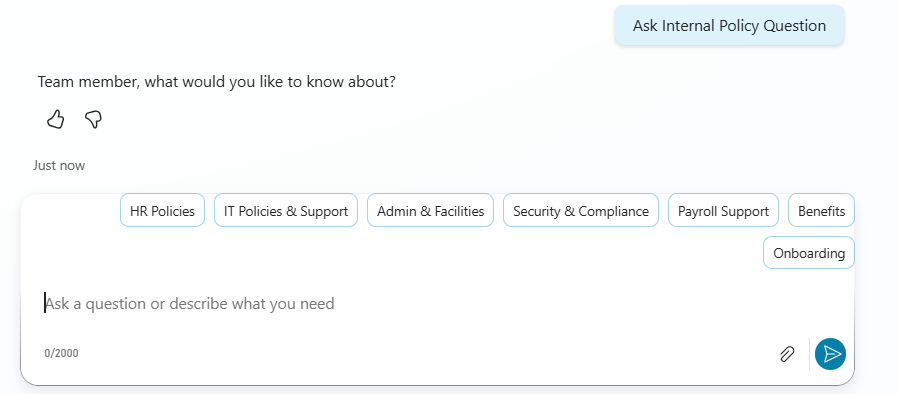 Ask Internal Policy Question
Team member, what would you like to know about?
Just now
HR Policies IT Policies & Support Admin & Facilities Security & Compliance Payroll Support Benefits
Onboarding
Ask a question or describe what you need
0/2000